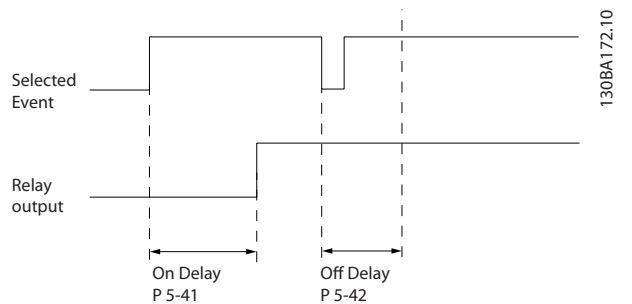 Selected
Event
Relay
output
On Delay
P 5-41
Off Delay
P 5-42
130BA172.10